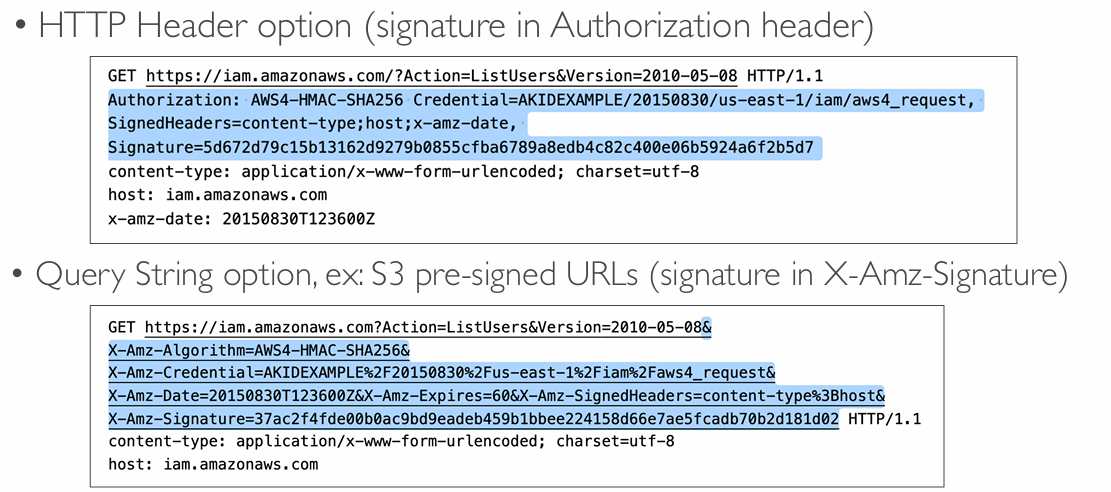 • HTTP Header option (signature in Authorization header)
GET https://iam.amazonaws.com/?Action=ListUsers&Version=2010-05-08 HTTP/1.1
Authorization: AWS4-HMAC-SHA256 Credential=AKIDEXAMPLE/20150830/us-east-1/iam/aws4_request,
SignedHeaders=content-type;host;x-amz-date,
Signature=5d672d79c15b13162d9279b0855cfba6789a8edb4c82c400e06b5924a6f2b5d7
content-type: application/x-www-form-urlencoded; charset=utf-8
host: iam.amazonaws.com
x-amz-date: 20150830T123600Z
• Query String option, ex: S3 pre-signed URLs (signature in X-Amz-Signature)
GET https://iam.amazonaws.com?Action=ListUsers&Version=2010-05-08&
X-Amz-Algorithm=AWS4-HMAC-SHA256&
X-Amz-Credential=AKIDEXAMPLE%2F20150830%2Fus-east-1%2Fiam%2Faws4_request&
X-Amz-Date=20150830T123600Z&X-Amz-Expires=60&X-Amz-SignedHeaders=content-type%3Bhost&
X-Amz-Signature=37ac2f4fde00b0ac9bd9eadeb459b1bbee224158d66e7ae5fcadb70b2d181d02 HTTP/1.1
content-type: application/x-www-form-urlencoded; charset=utf-8
host: iam.amazonaws.com